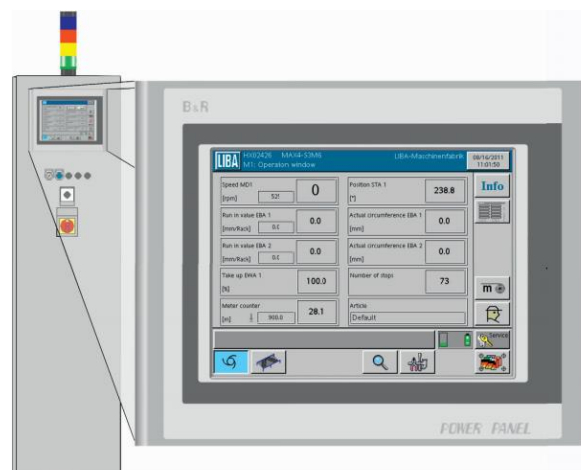 B&R
LIBA HX02426 MAX4-S3M6 LIBA-Maschinenfabrik 08/16/2011
M1: Operation window 11:01:50
Speed MD1 0 Position STA 1 238.8 Info
[rpm] 521 [°]
Run in value EBA 1 0.0 Actual circumference EBA 1 0.0
[mm/Rack] 0.0 [mm]
Run in value EBA 2 0.0 Actual circumference EBA 2 0.0
[mm/Rack] 0.0 [mm]
Take up EWA 1 100.0 Number of stops 73
[%]
m
Meter counter 28.1 Article
[m] 900.0 Default
Service
POWER PANEL